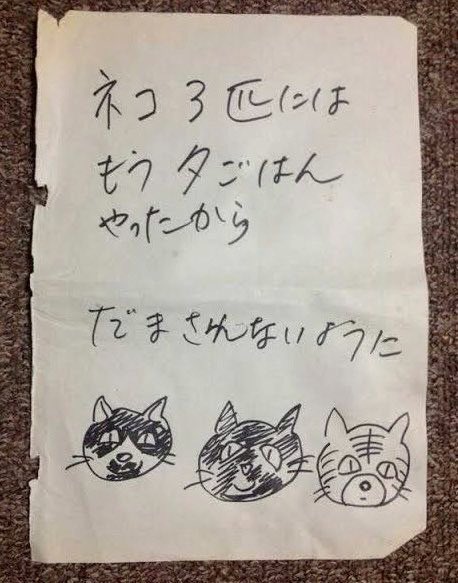 ネコ3匹には
もう夕ごはん
やったから
だまさんないように